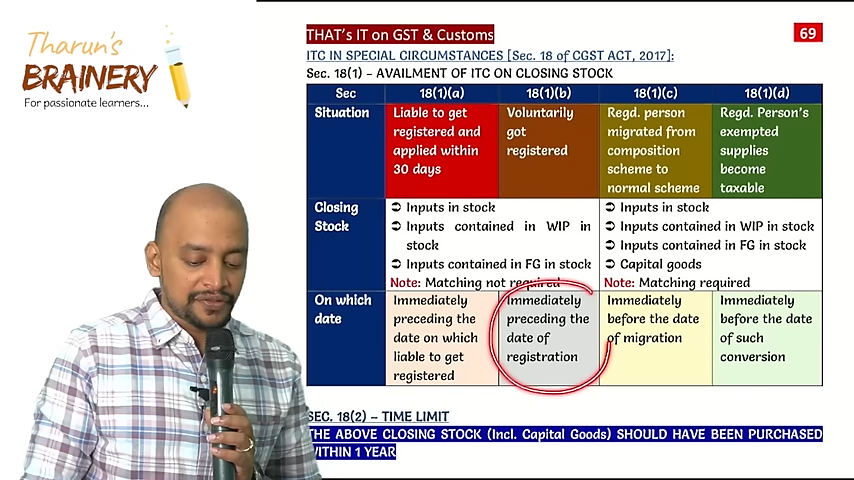 Tharun's
BRAINERY
For passionate learners...
THAT's IT on GST & Customs
69
ITC IN SPECIAL CIRCUMSTANCES [Sec. 18 of CGST ACT, 2017]:
Sec. 18(1) – AVAILMENT OF ITC ON CLOSING STOCK
Sec 18(1)(a) 18(1)(b) 18(1)(c) 18(1)(d)
Situation
Liable to get
registered and
applied within
30 days
Voluntarily
got
registered
Regd. person
migrated from
composition
scheme to
normal scheme
Regd. Person's
exempted
supplies
become
taxable
Closing
Stock
➲ Inputs in stock
➲ Inputs contained in WIP in
stock
➲ Inputs contained in FG in stock
Note: Matching not required
➲ Inputs in stock
➲ Inputs contained in WIP in stock
➲ Inputs contained in FG in stock
➲ Capital goods
Note: Matching required
On which
date
Immediately
preceding the
date on which
liable to get
registered
Immediately
preceding the
date of
registration
Immediately
before the date
of migration
Immediately
before the date
of such
conversion
SEC. 18(2) – TIME LIMIT
THE ABOVE CLOSING STOCK (Incl. Capital Goods) SHOULD HAVE BEEN PURCHASED
WITHIN 1 YEAR